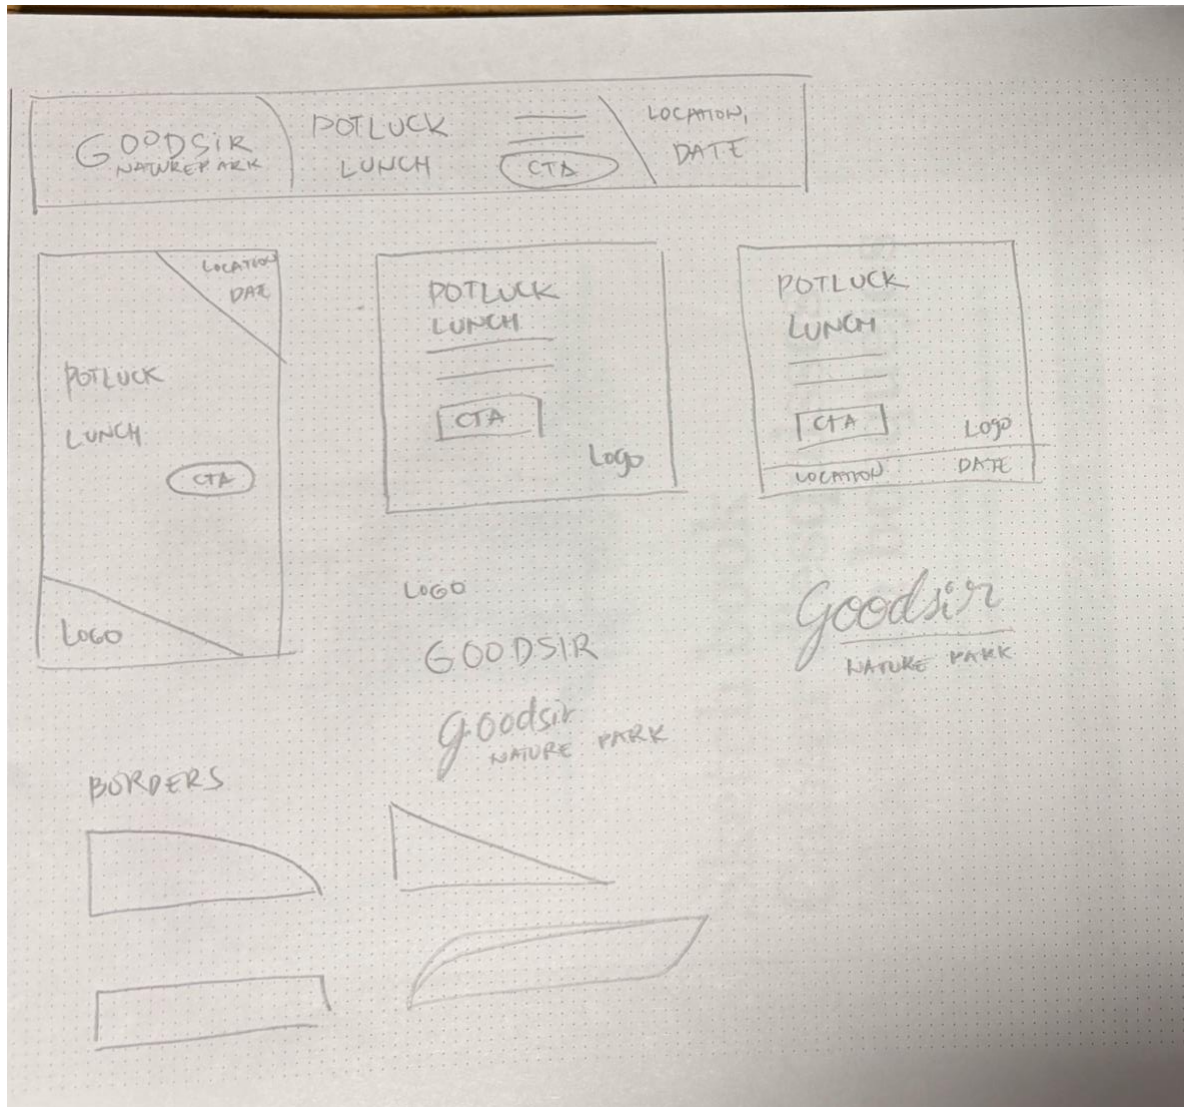 GOODSIR
NATURE PARK
POTLUCK
LUNCH
CTA
LOCATION,
DATE
LOCATION
DATE
POTLUCK
LUNCH
CTA
LOGO
POTLUCK
LUNCH
CTA
Logo
POTLUCK
LUNCH
CTA
Logo
LOCATION DATE
LOGO
GOODSIR
goodsir
NATURE PARK
Goodsir
NATURE PARK
BORDERS